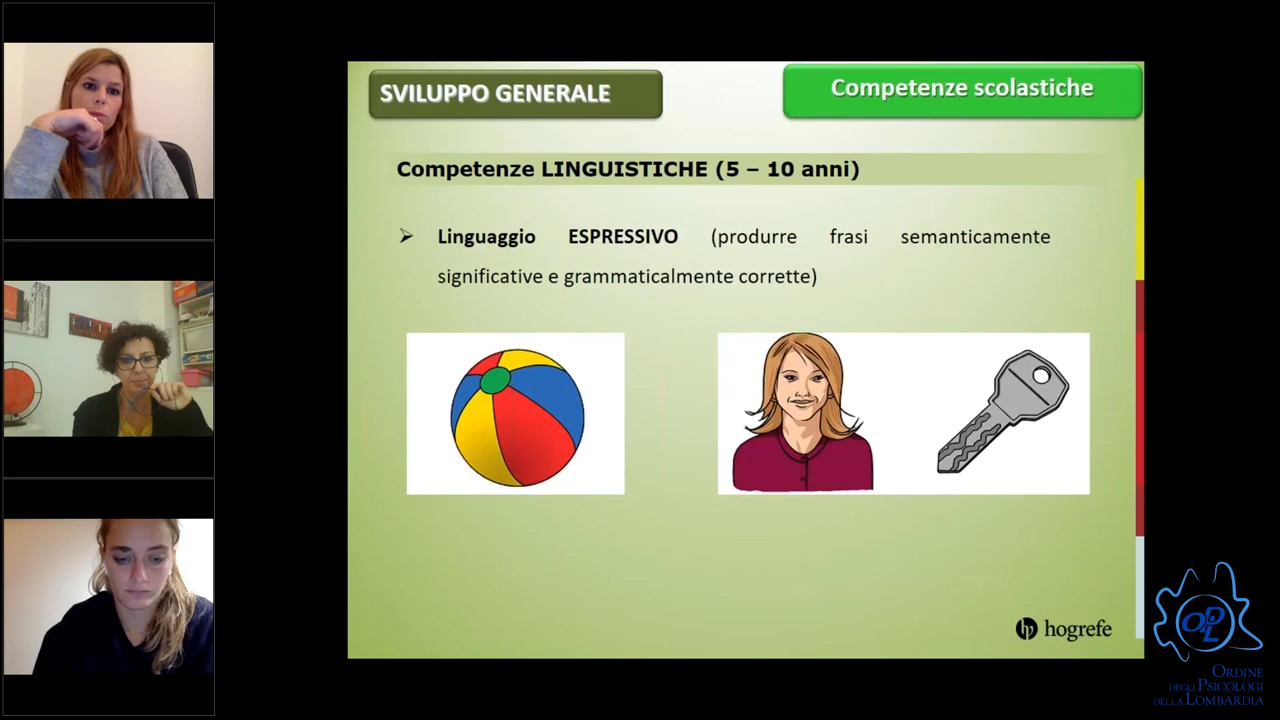 SVILUPPO GENERALE
Competenze scolastiche
Competenze LINGUISTICHE (5 – 10 anni)
Linguaggio ESPRESSIVO (produrre frasi semanticamente
significative e grammaticalmente corrette)
hogrefe
OPL
ORDINE
DEGLI PSICOLOGI
DELLA LOMBARDIA